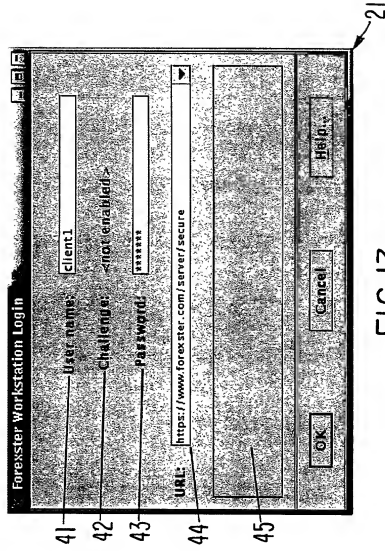 Forexster Workstation Login
41 User name: client1
42 Challenge: <not enabled>
43 Password: *******
URL: https://www.forexster.com/server/secure
44
45
OK Cancel Help...
21
FIG. 13